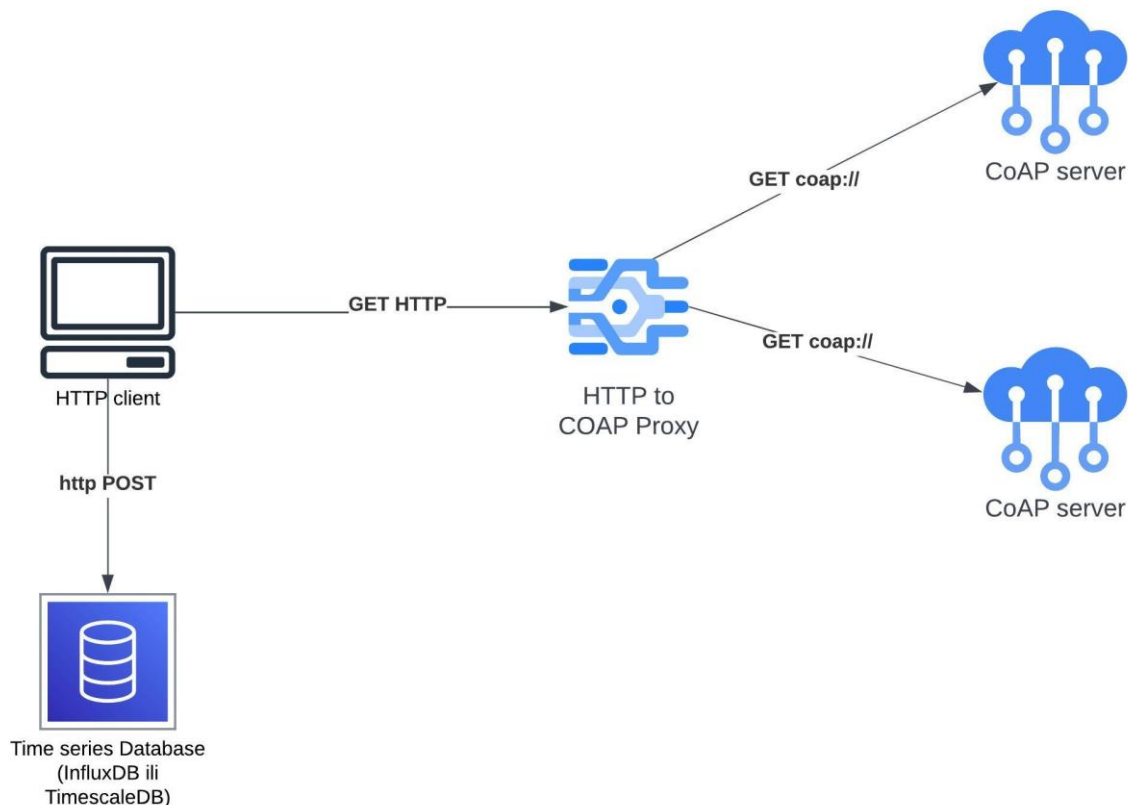 CoAP server
GET coap://
GET HTTP
GET coap://
HTTP client
HTTP to
COAP Proxy
http POST
CoAP server
Time series Database
(InfluxDB ili
TimescaleDB)